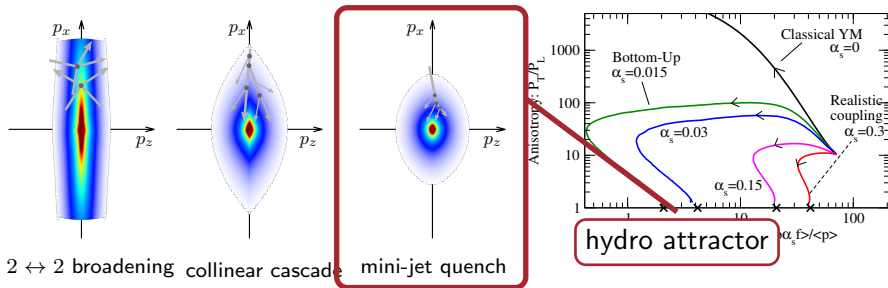 p_x
p_z
2 ↔ 2 broadening
p_x
p_z
collinear cascade
p_x
p_z
mini-jet quench
Anisotropy: P_T/P_L
1000
100
10
1
1
10
100
Classical YM
α_s=0
Bottom-Up
α_s=0.015
Realistic
coupling
α_s=0.3
α_s=0.03
α_s=0.15
α_s f>/<p>
hydro attractor